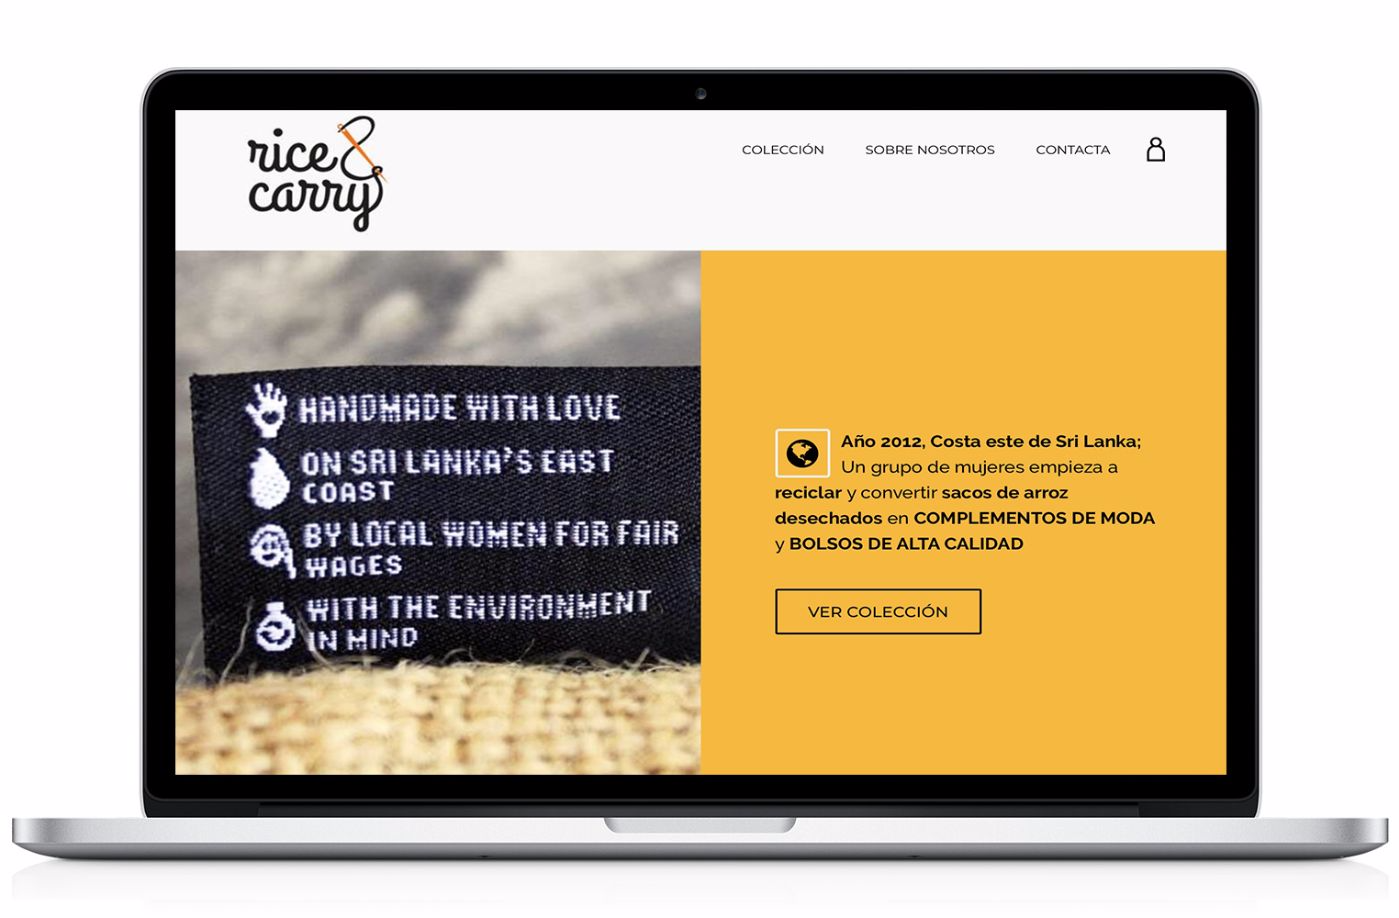 rice &
carry
COLECCIÓN SOBRE NOSOTROS CONTACTA
HANDMADE WITH LOVE
ON SRI LANKA'S EAST
COAST
BY LOCAL WOMEN FOR FAIR
WAGES
WITH THE ENVIRONMENT
IN MIND
Año 2012, Costa este de Sri Lanka;
Un grupo de mujeres empieza a
reciclar y convertir sacos de arroz
desechados en COMPLEMENTOS DE MODA
y BOLSOS DE ALTA CALIDAD
VER COLECCIÓN